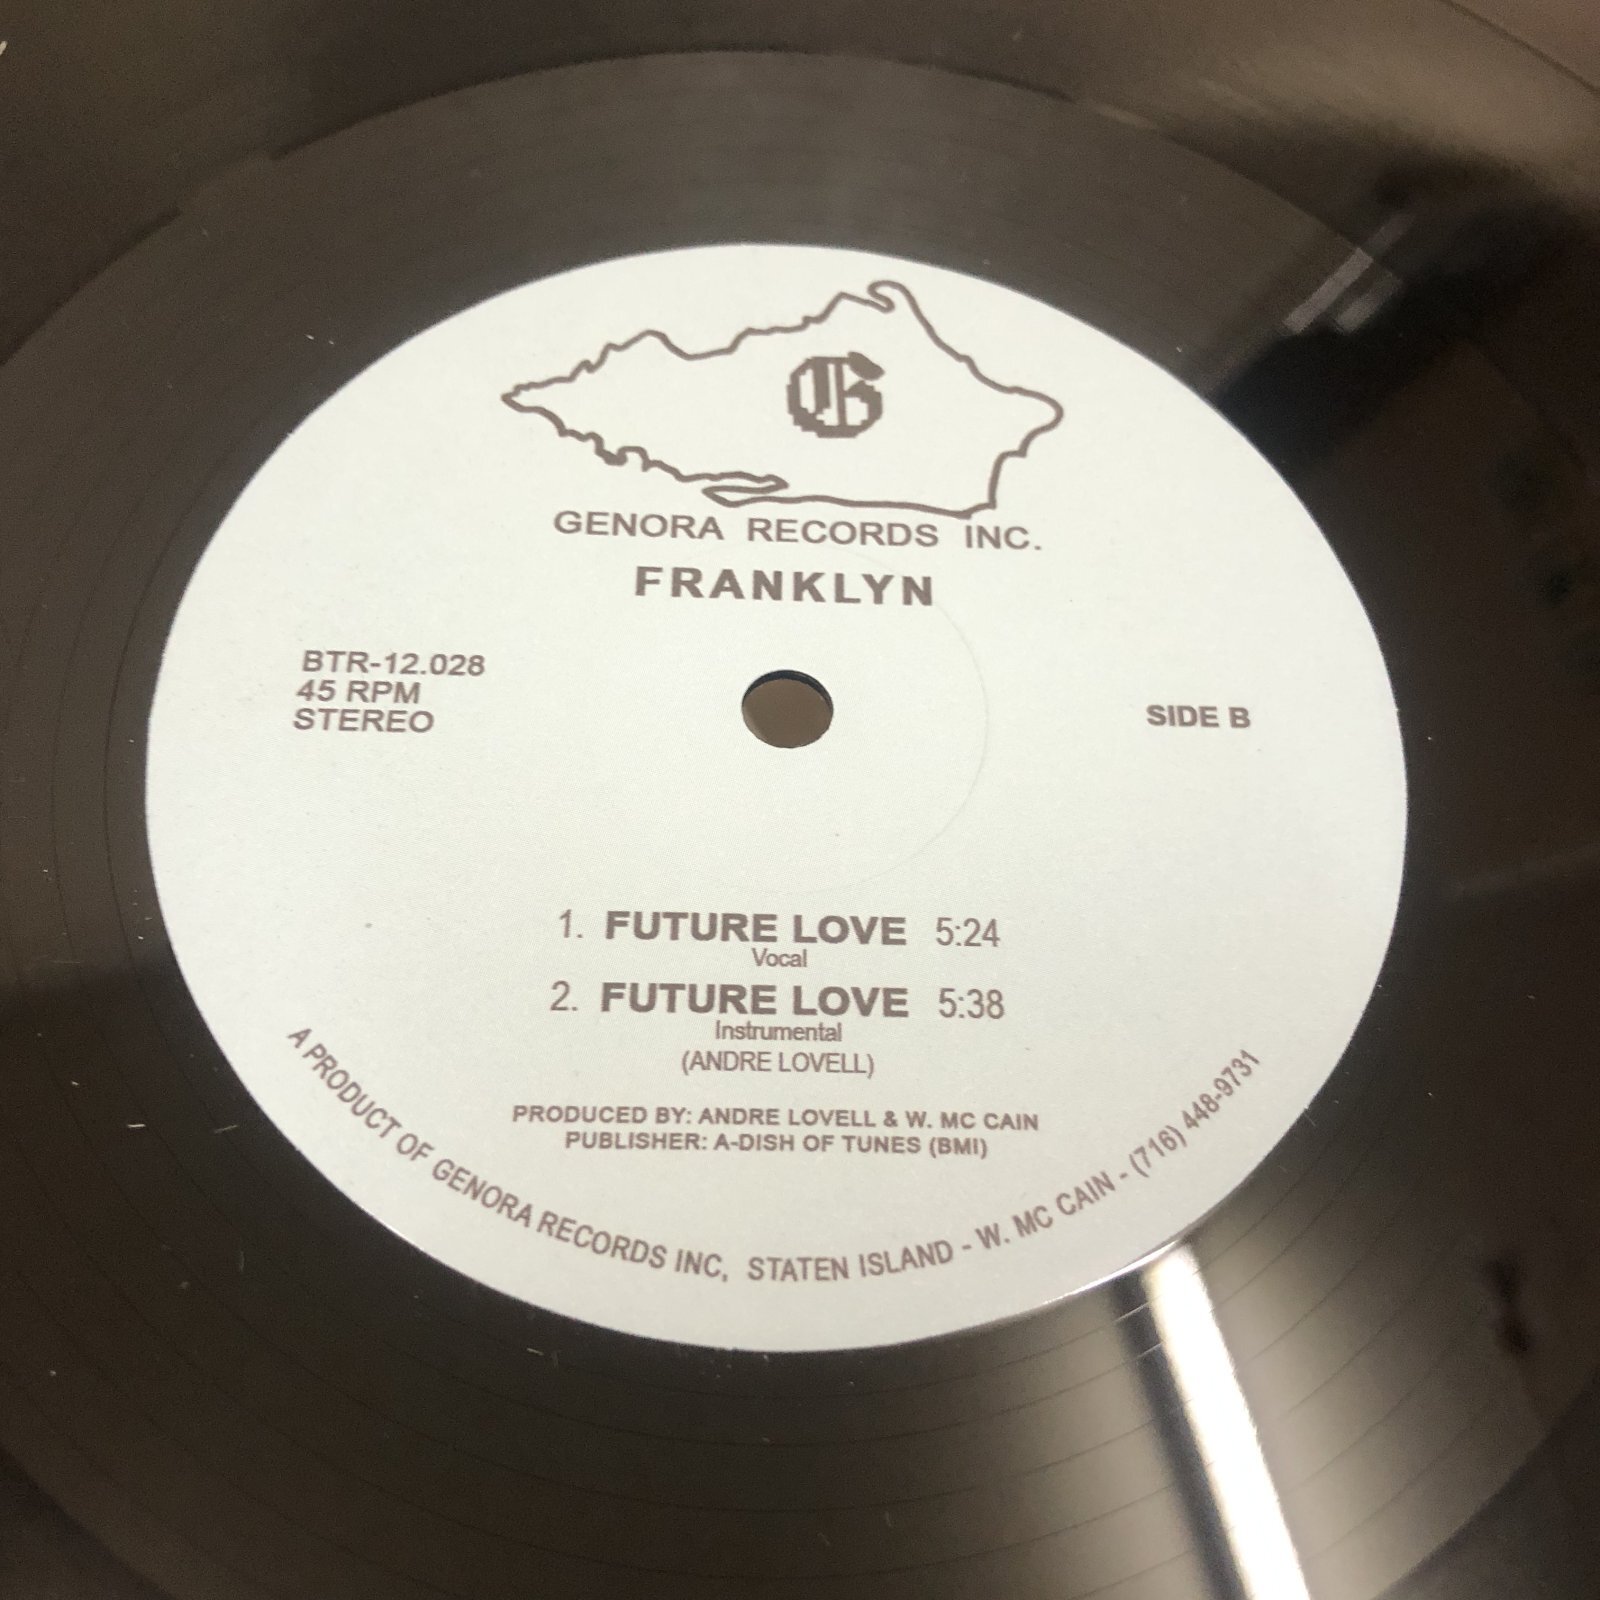 G
GENORA RECORDS INC.
FRANKLYN
BTR-12.028
45 RPM
STEREO
SIDE B
1. FUTURE LOVE 5:24
Vocal
2. FUTURE LOVE 5:38
Instrumental
(ANDRE LOVELL)
PRODUCED BY: ANDRE LOVELL & W. MC CAIN
PUBLISHER: A-DISH OF TUNES (BMI)
A PRODUCT OF GENORA RECORDS INC, STATEN ISLAND - W. MC CAIN - (716) 448-9731